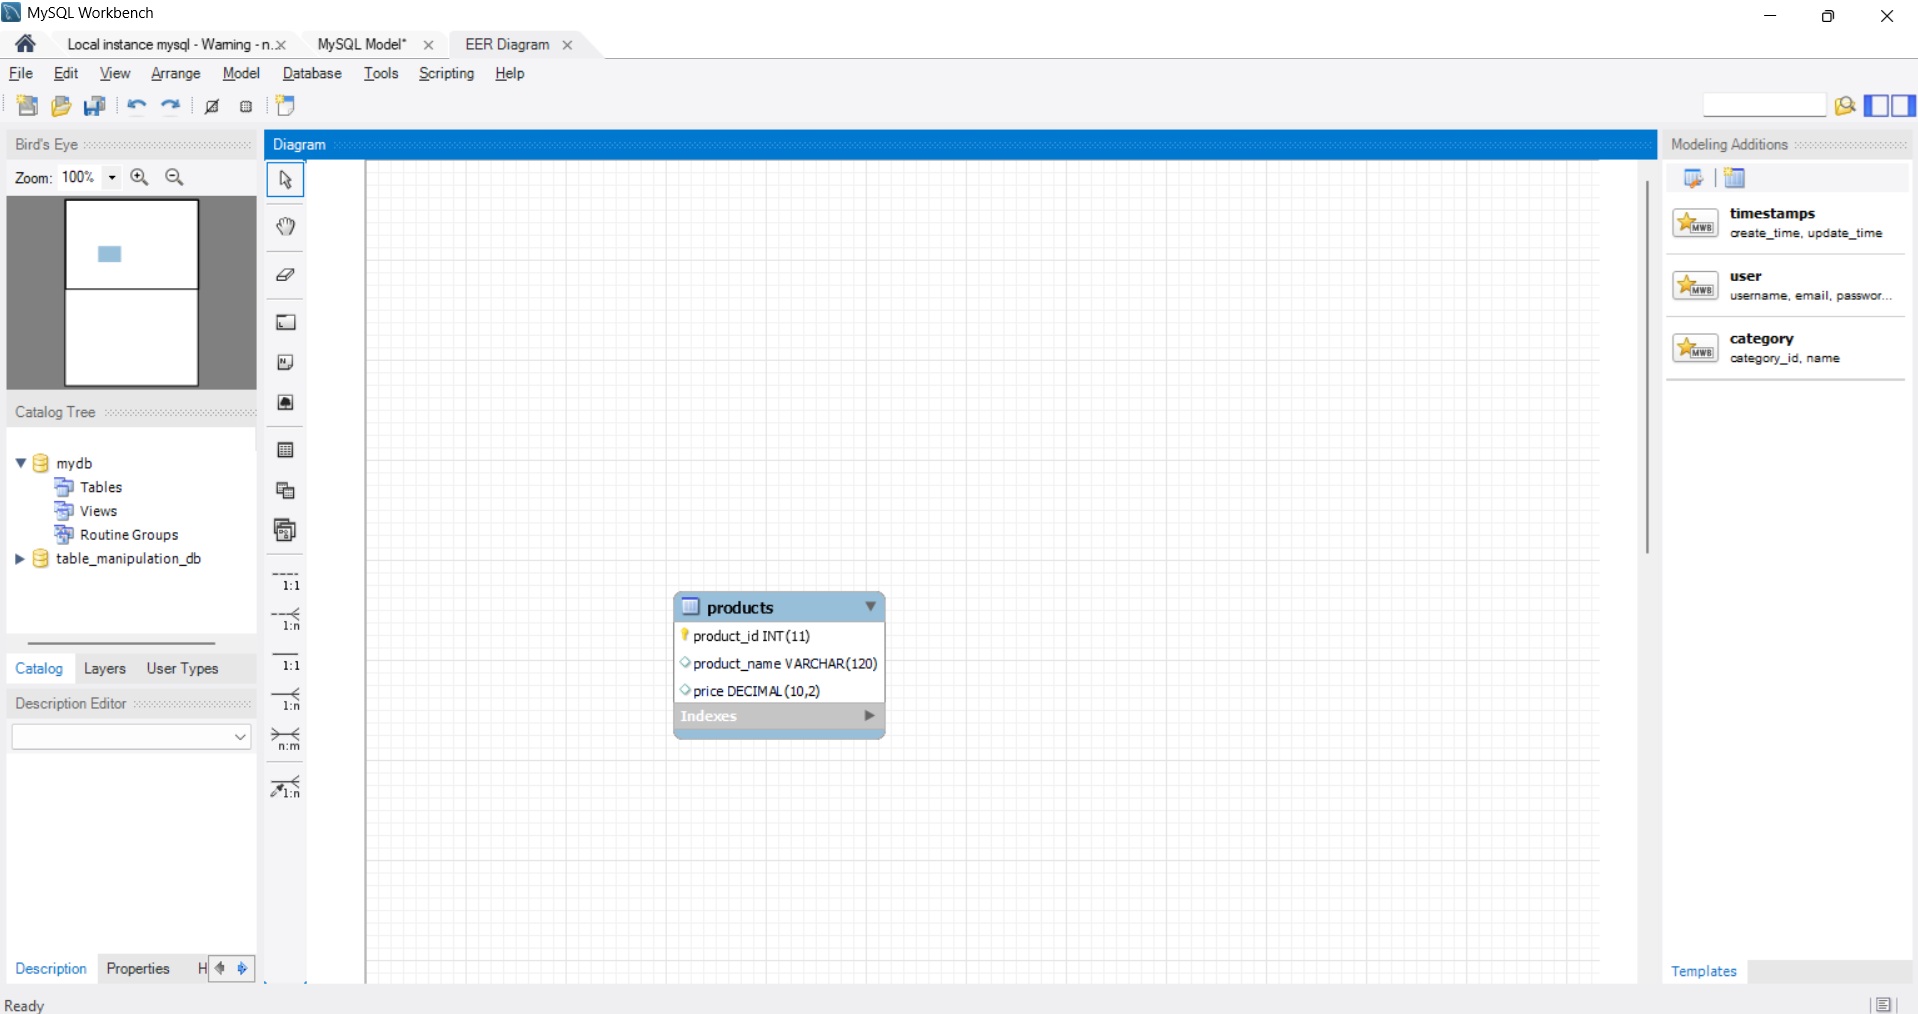 MySQL Workbench
Local instance mysql - Warning - n...
MySQL Model*
EER Diagram
File Edit View Arrange Model Database Tools Scripting Help
Bird's Eye
Diagram
Modeling Additions
Zoom: 100%
timestamps
create_time, update_time
user
username, email, passwor...
category
category_id, name
Catalog Tree
mydb
Tables
Views
Routine Groups
table_manipulation_db
1:1
1:n
1:1
1:n
n:m
1:n
products
product_id INT(11)
product_name VARCHAR(120)
price DECIMAL(10,2)
Indexes
Catalog Layers User Types
Description Editor
Description Properties H
Templates
Ready